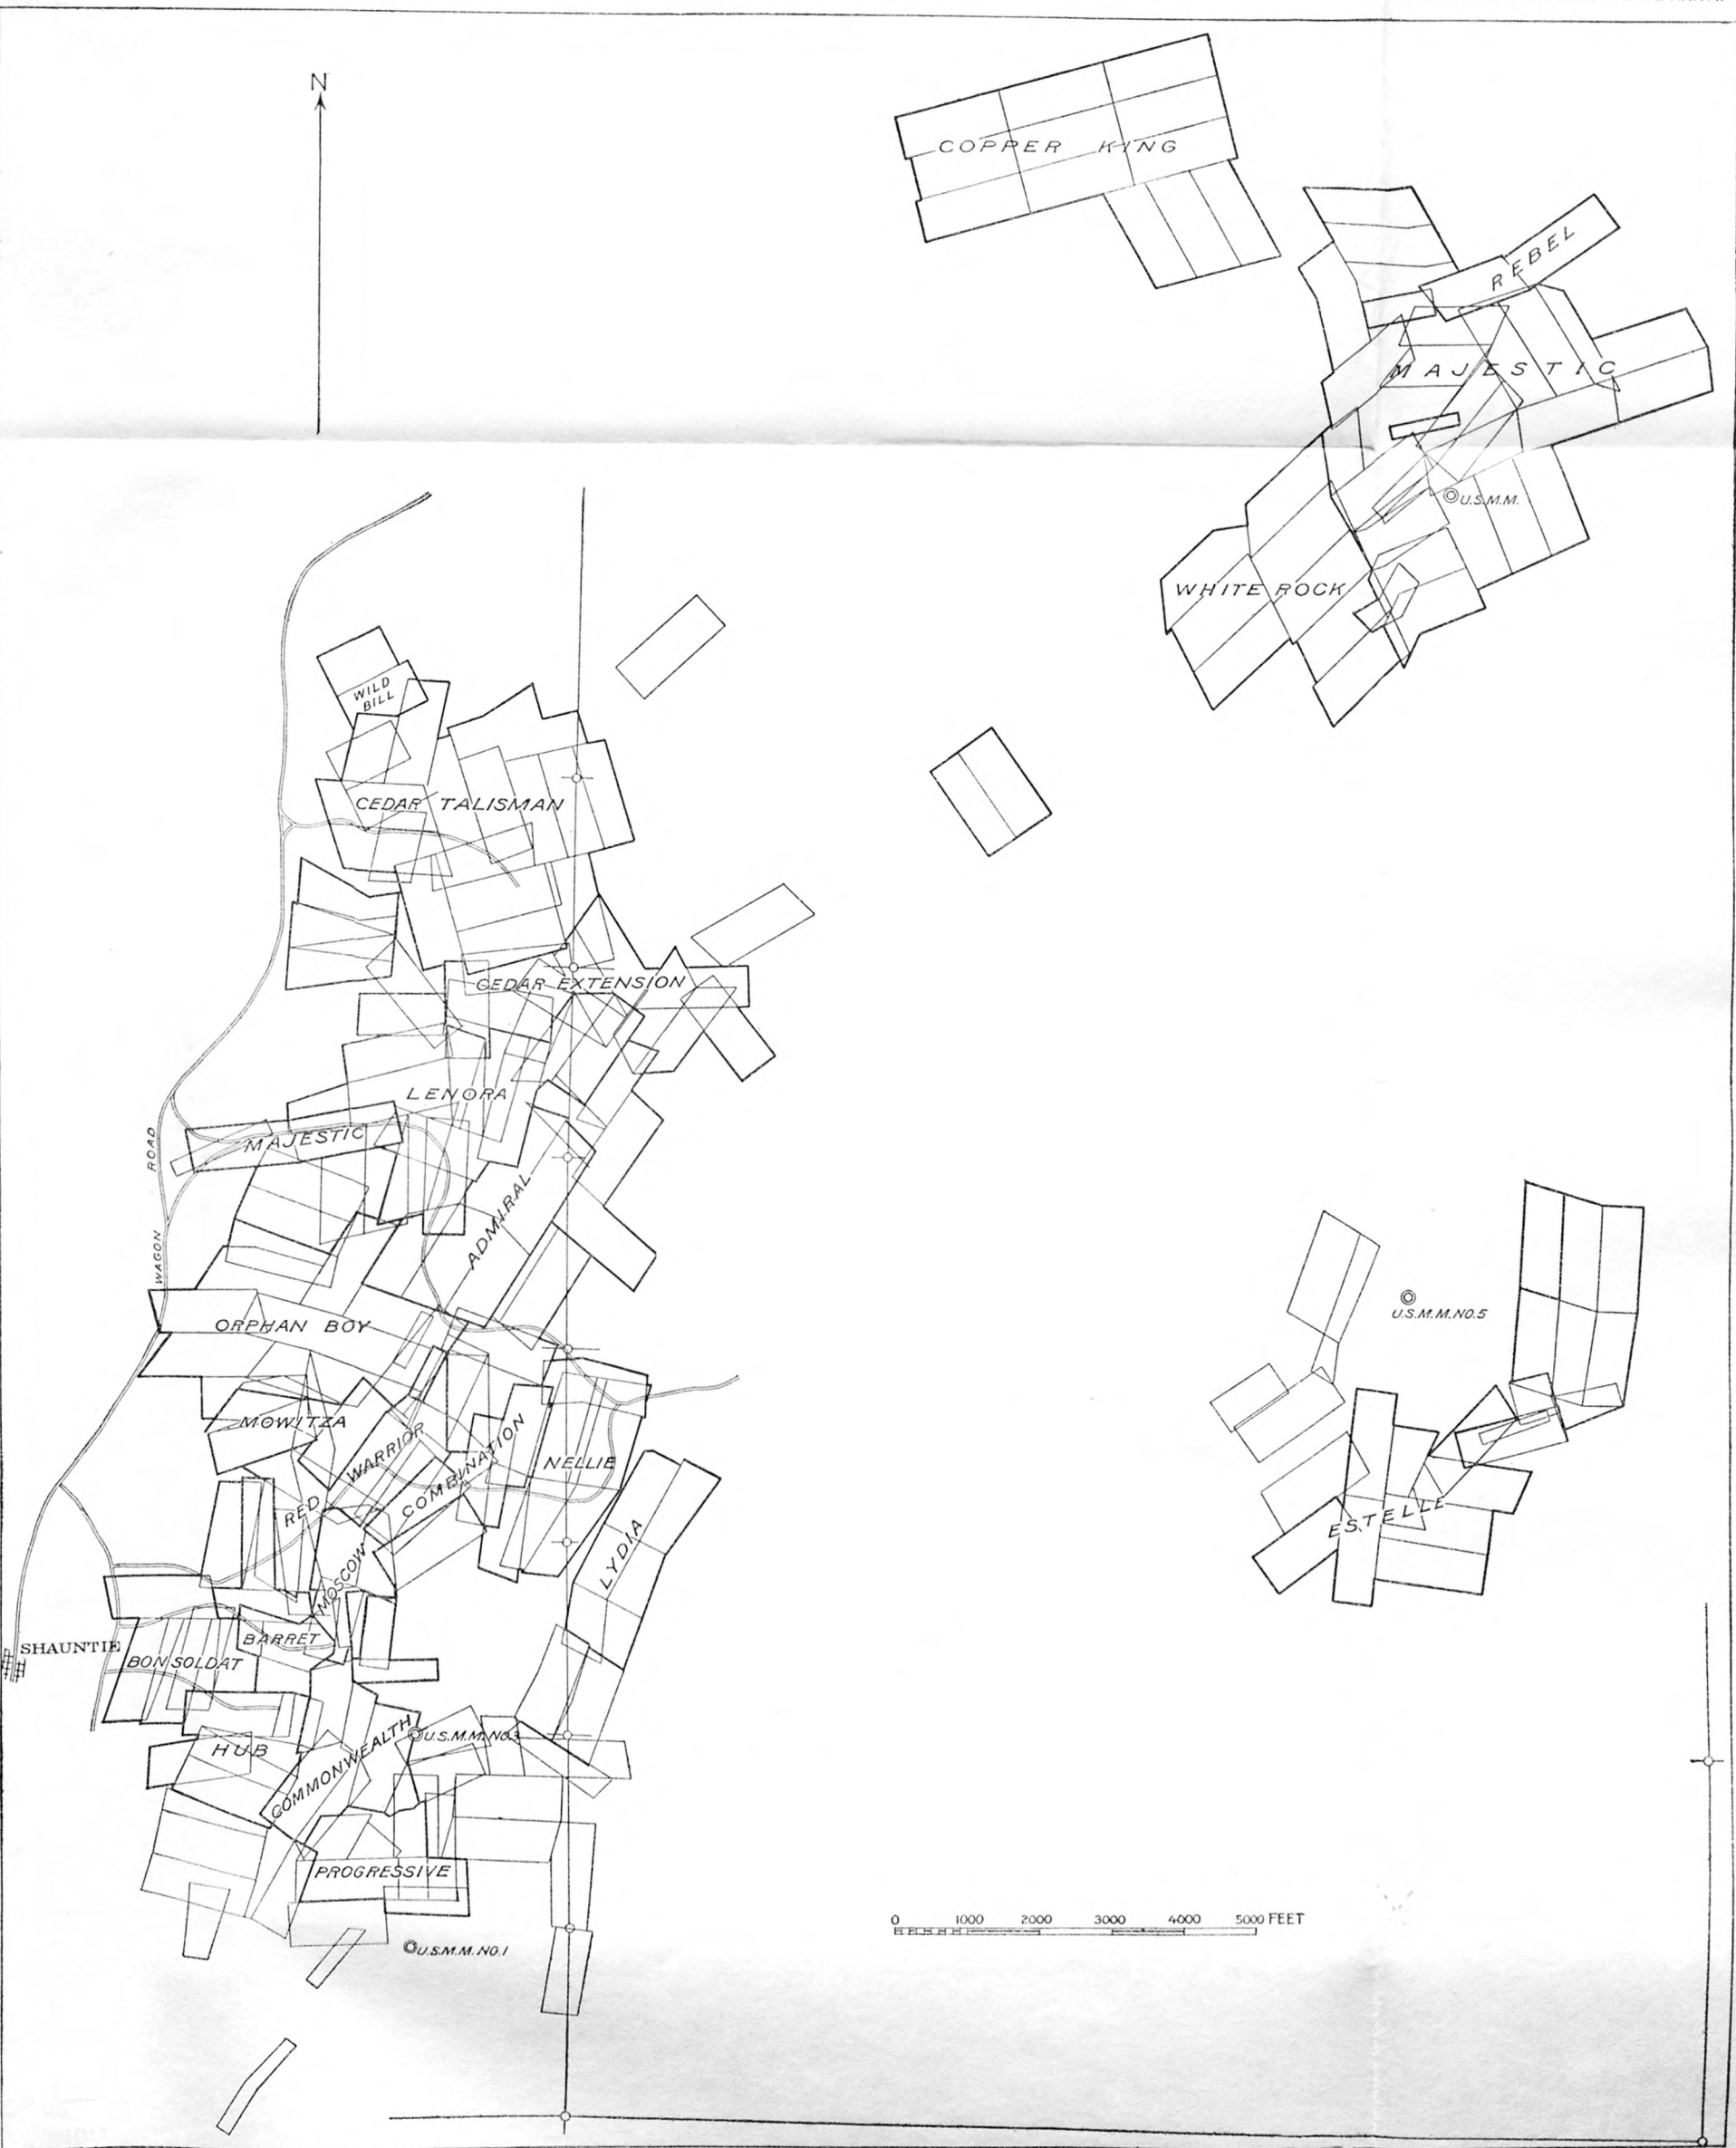 N
COPPER KING
REBEL
MAJESTIC
U.S.M.M.
WHITE ROCK
WILD
BILL
CEDAR TALISMAN
CEDAR EXTENSION
LENORA
MAJESTIC
WAGON ROAD
ADMIRAL
ORPHAN BOY
U.S.M.M. NO.5
MOWITZA
RED WARRIOR
COMBINATION
NELLIE
ESTELLE
LYDIA
MOSCOW
SHAUNTIE
BARRET
BONSOLDAT
U.S.M.M. NO.3
HUB
COMMONWEALTH
PROGRESSIVE
0 1000 2000 3000 4000 5000 FEET
U.S.M.M. NO.1